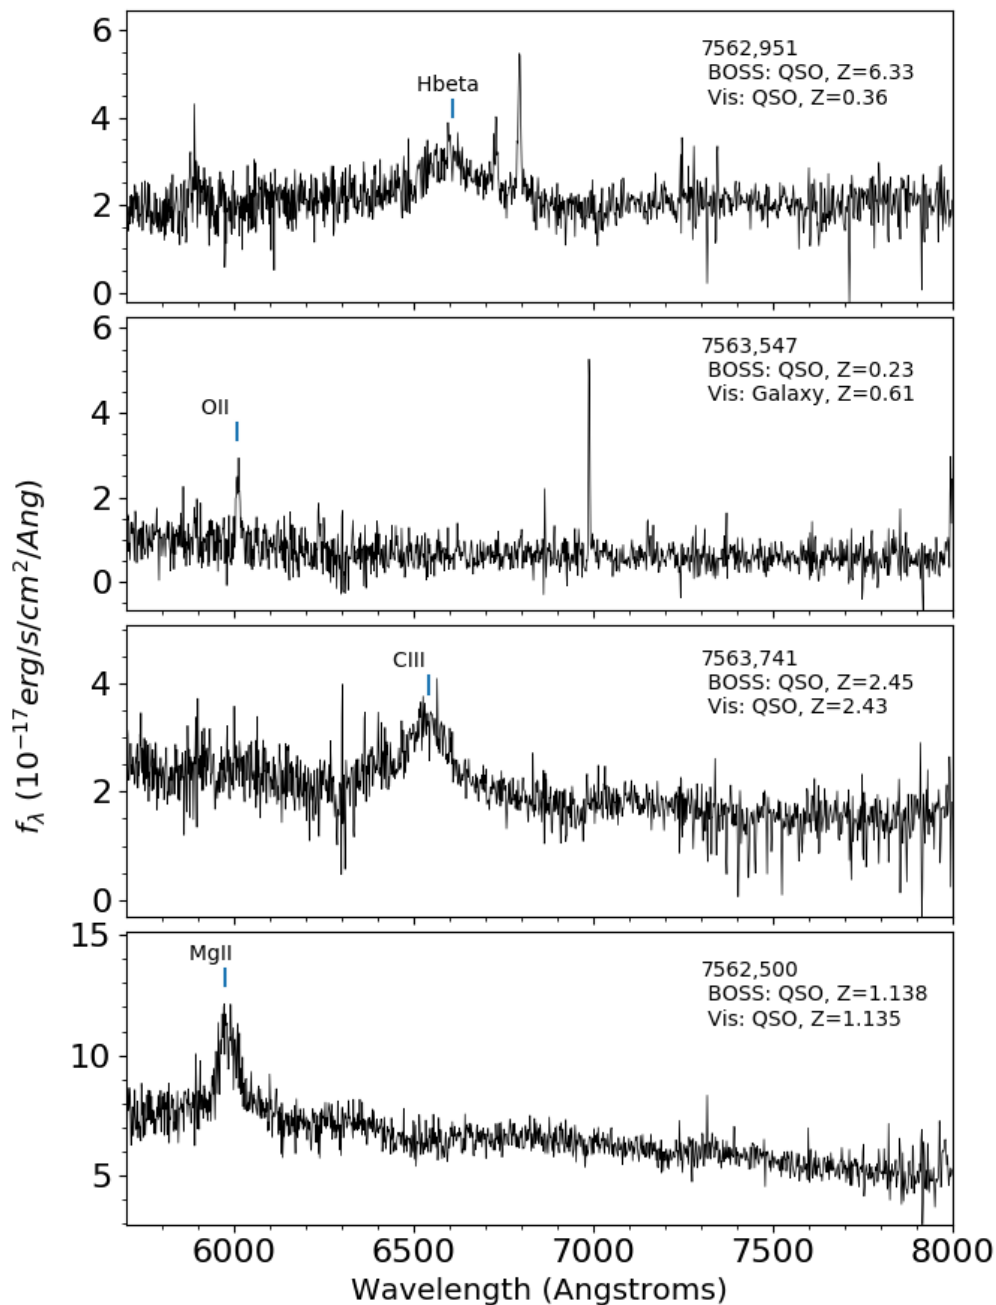 6
4
2
0
Hbeta
7562,951
BOSS: QSO, Z=6.33
Vis: QSO, Z=0.36
6
4
2
0
OII
7563,547
BOSS: QSO, Z=0.23
Vis: Galaxy, Z=0.61
4
2
0
CIII
7563,741
BOSS: QSO, Z=2.45
Vis: QSO, Z=2.43
15
10
5
MgII
7562,500
BOSS: QSO, Z=1.138
Vis: QSO, Z=1.135
fλ (10⁻¹⁷erg/s/cm²/Ang)
6000 6500 7000 7500 8000
Wavelength (Angstroms)